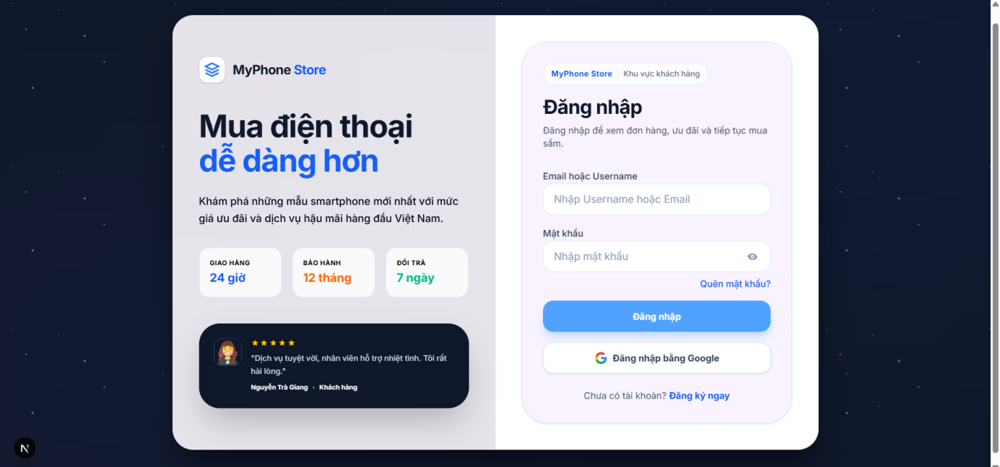 MyPhone Store
Mua điện thoại
dễ dàng hơn
Khám phá những mẫu smartphone mới nhất với mức
giá ưu đãi và dịch vụ hậu mãi hàng đầu Việt Nam.
GIAO HÀNG
24 giờ
BẢO HÀNH
12 tháng
ĐỔI TRẢ
7 ngày
"Dịch vụ tuyệt vời, nhân viên hỗ trợ nhiệt tình. Tôi rất
hài lòng."
Nguyễn Trà Giang • Khách hàng
MyPhone Store | Khu vực khách hàng
Đăng nhập
Đăng nhập để xem đơn hàng, ưu đãi và tiếp tục mua
sắm.
Email hoặc Username
Nhập Username hoặc Email
Mật khẩu
Nhập mật khẩu
Quên mật khẩu?
Đăng nhập
Đăng nhập bằng Google
Chưa có tài khoản? Đăng ký ngay
N